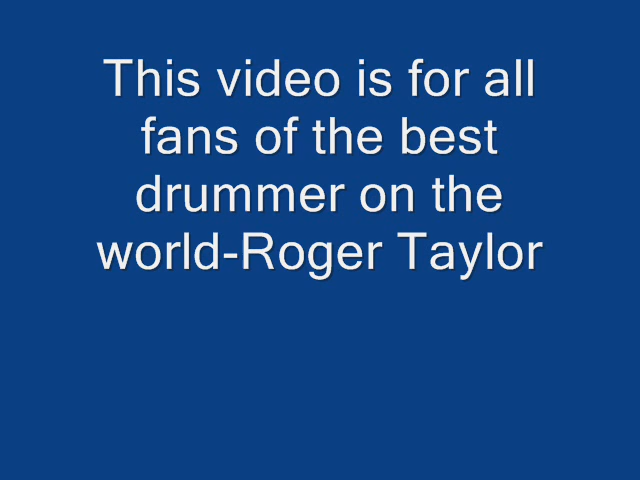 This video is for all
fans of the best
drummer on the
world-Roger Taylor